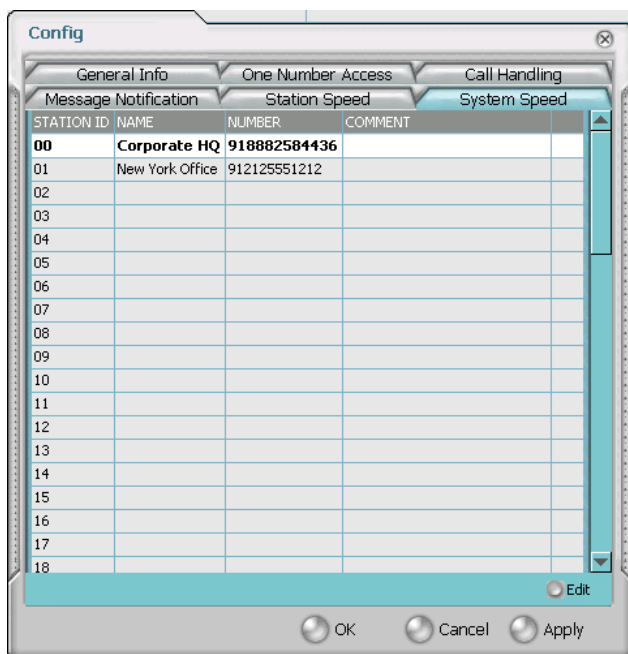 Config
General Info One Number Access Call Handling
Message Notification Station Speed System Speed
STATION ID NAME NUMBER COMMENT
00 Corporate HQ 918882584436
01 New York Office 912125551212
02
03
04
05
06
07
08
09
10
11
12
13
14
15
16
17
18
Edit
OK Cancel Apply